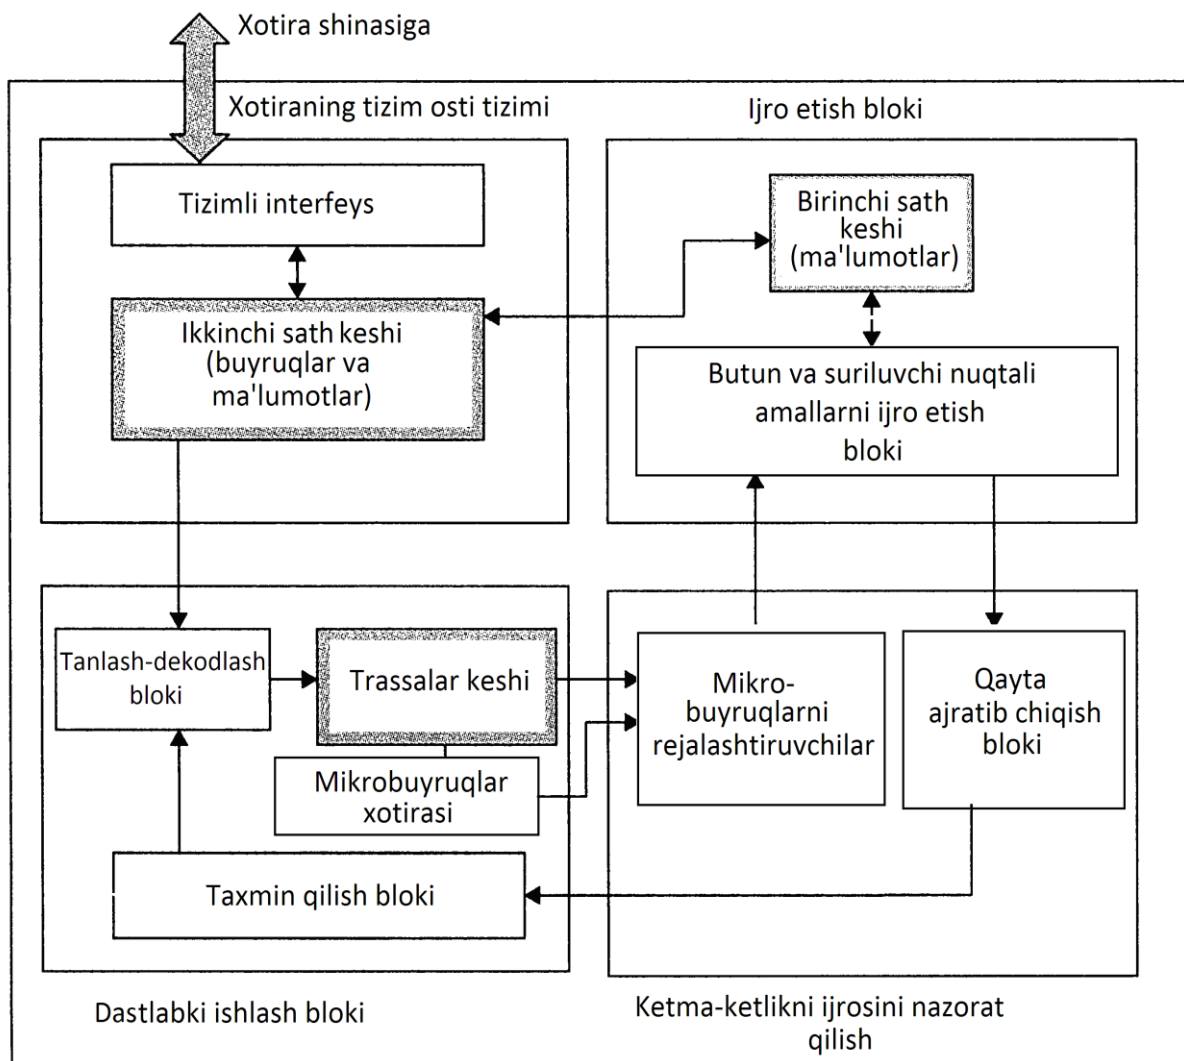 Xotira shinasiga
Xotiraning tizim osti tizimi
Ijro etish bloki
Tizimli interfeys
Birinchi sath
keshi
(ma'lumotlar)
Ikkinchi sath keshi
(buyruqlar va
ma'lumotlar)
Butun va suriluvchi nuqtali
amallarni ijro etish
bloki
Tanlash-dekodlash
bloki
Trassalar keshi
Mikrobuyruqlar
xotirasi
Taxmin qilish bloki
Mikro-
buyruqlarni
rejalashtiruvchilar
Qayta
ajratib chiqish
bloki
Dastlabki ishlash bloki
Ketma-ketlikni ijrosini nazorat
qilish